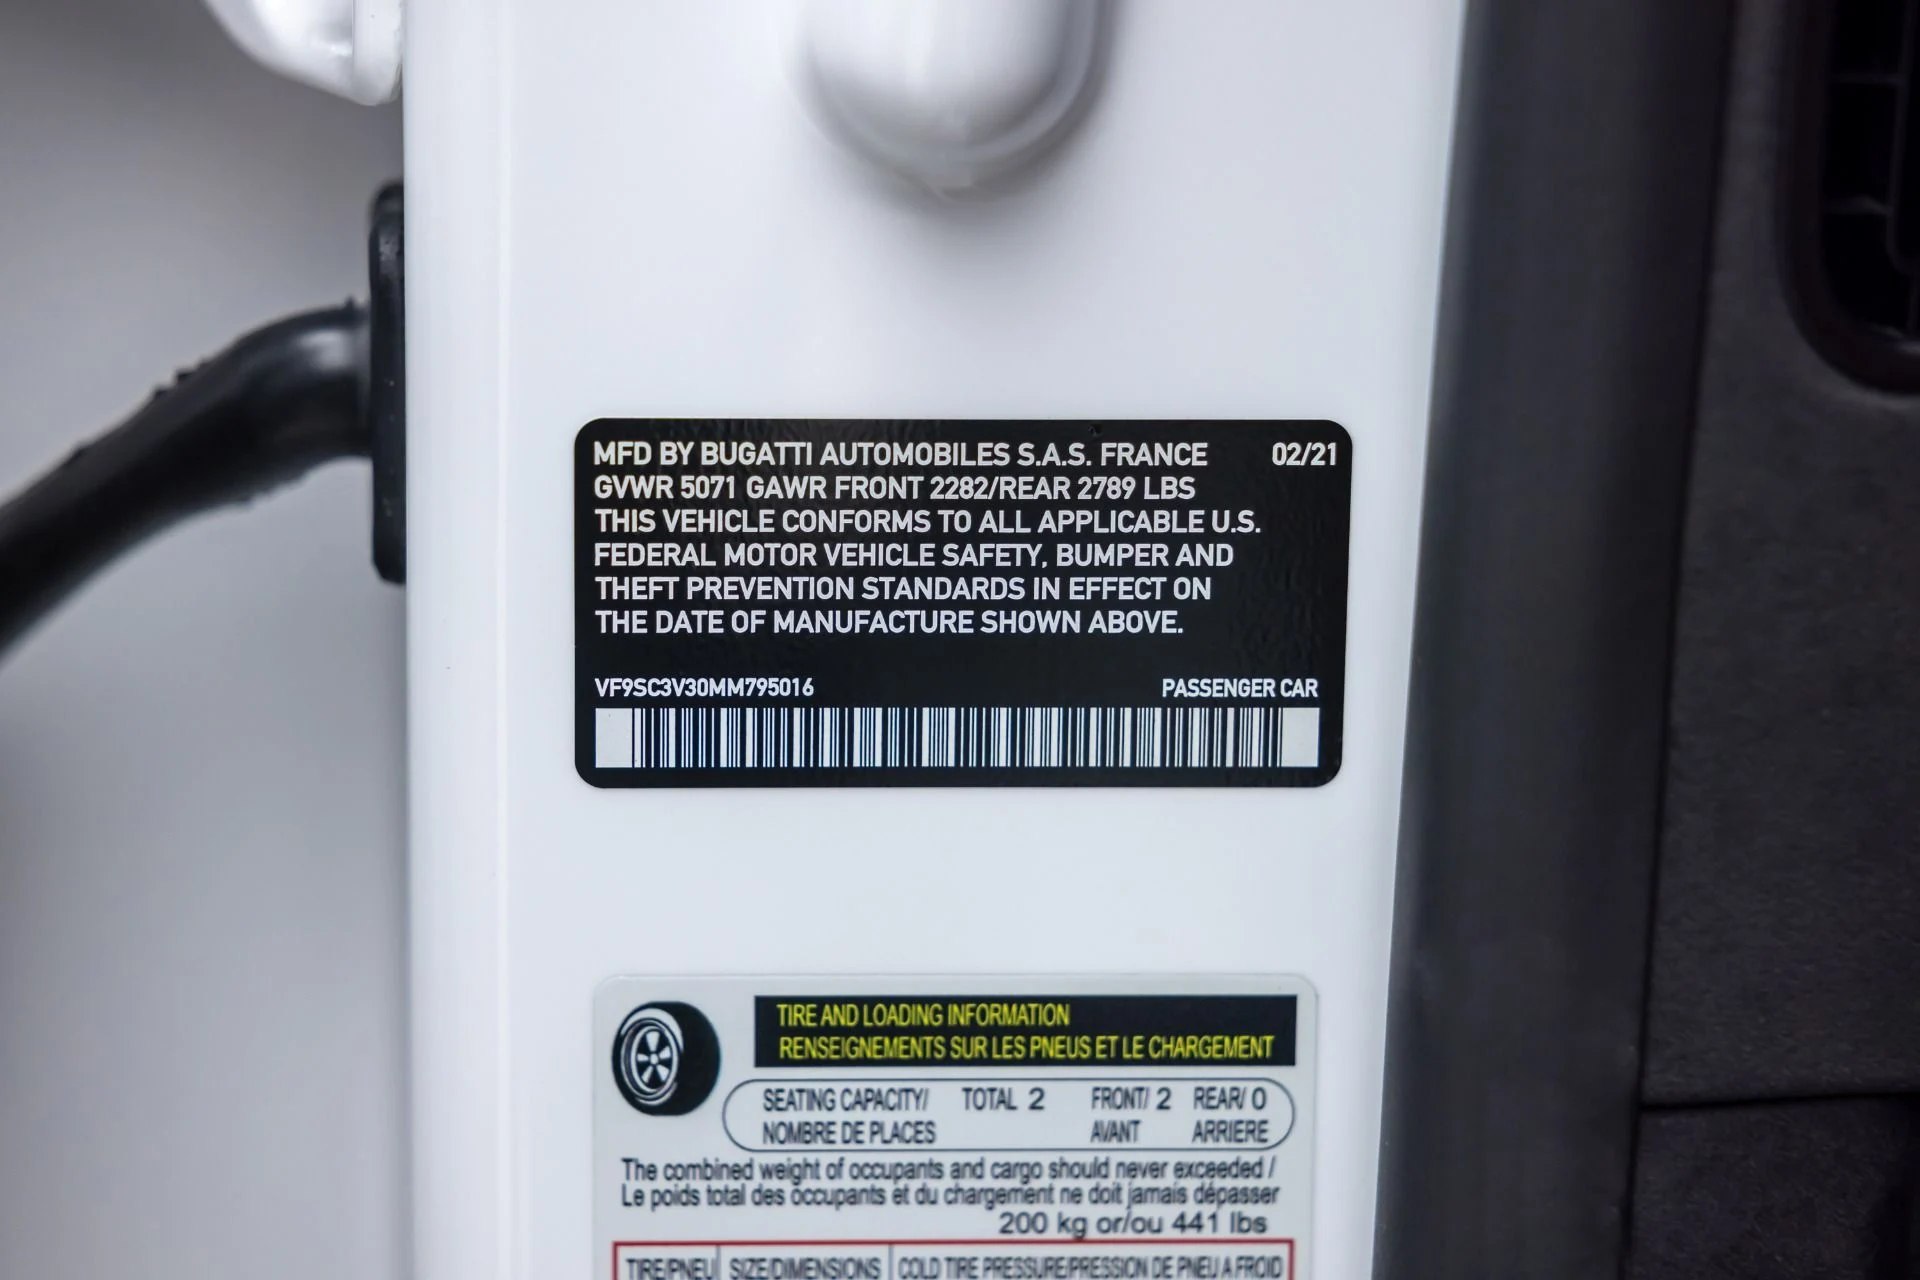 MFD BY BUGATTI AUTOMOBILES S.A.S. FRANCE 02/21
GVWR 5071 GAWR FRONT 2282/REAR 2789 LBS
THIS VEHICLE CONFORMS TO ALL APPLICABLE U.S.
FEDERAL MOTOR VEHICLE SAFETY, BUMPER AND
THEFT PREVENTION STANDARDS IN EFFECT ON
THE DATE OF MANUFACTURE SHOWN ABOVE.
VF9SC3V30MM795016 PASSENGER CAR
TIRE AND LOADING INFORMATION
RENSEIGNEMENTS SUR LES PNEUS ET LE CHARGEMENT
SEATING CAPACITY/ TOTAL 2 FRONT/ 2 REAR/ 0
NOMBRE DE PLACES AVANT ARRIERE
The combined weight of occupants and cargo should never exceeded /
Le poids total des occupants et du chargement ne doit jamais dépasser
200 kg or/ou 441 lbs
TIRE/PNEU SIZE/DIMENSIONS COLD TIRE PRESSURE/PRESSION DE PNEU A FROID